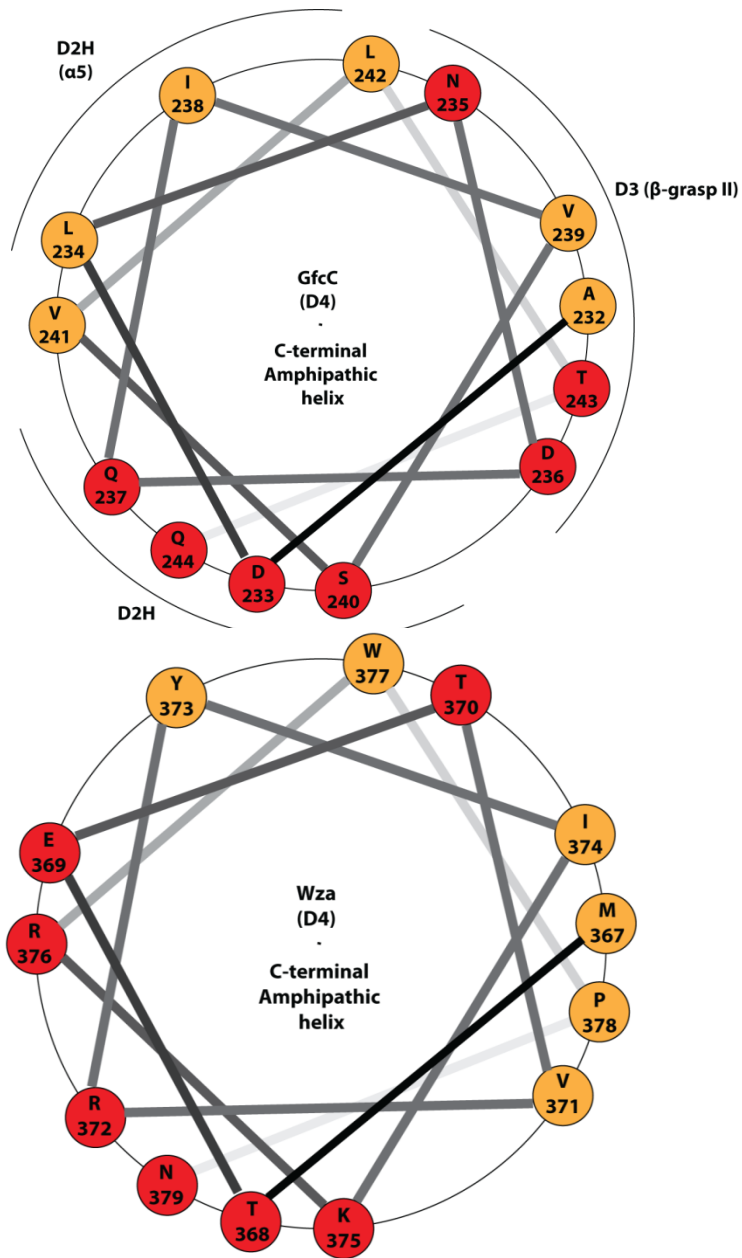 D2H
(α5)
L
242
N
235
I
238
D3 (β-grasp II)
V
239
L
234
A
232
GfcC
(D4)
-
C-terminal
Amphipathic
helix
V
241
T
243
D
236
Q
237
Q
244
D
233
S
240
D2H
W
377
T
370
Y
373
I
374
E
369
M
367
Wza
(D4)
-
C-terminal
Amphipathic
helix
R
376
P
378
V
371
R
372
N
379
T
368
K
375